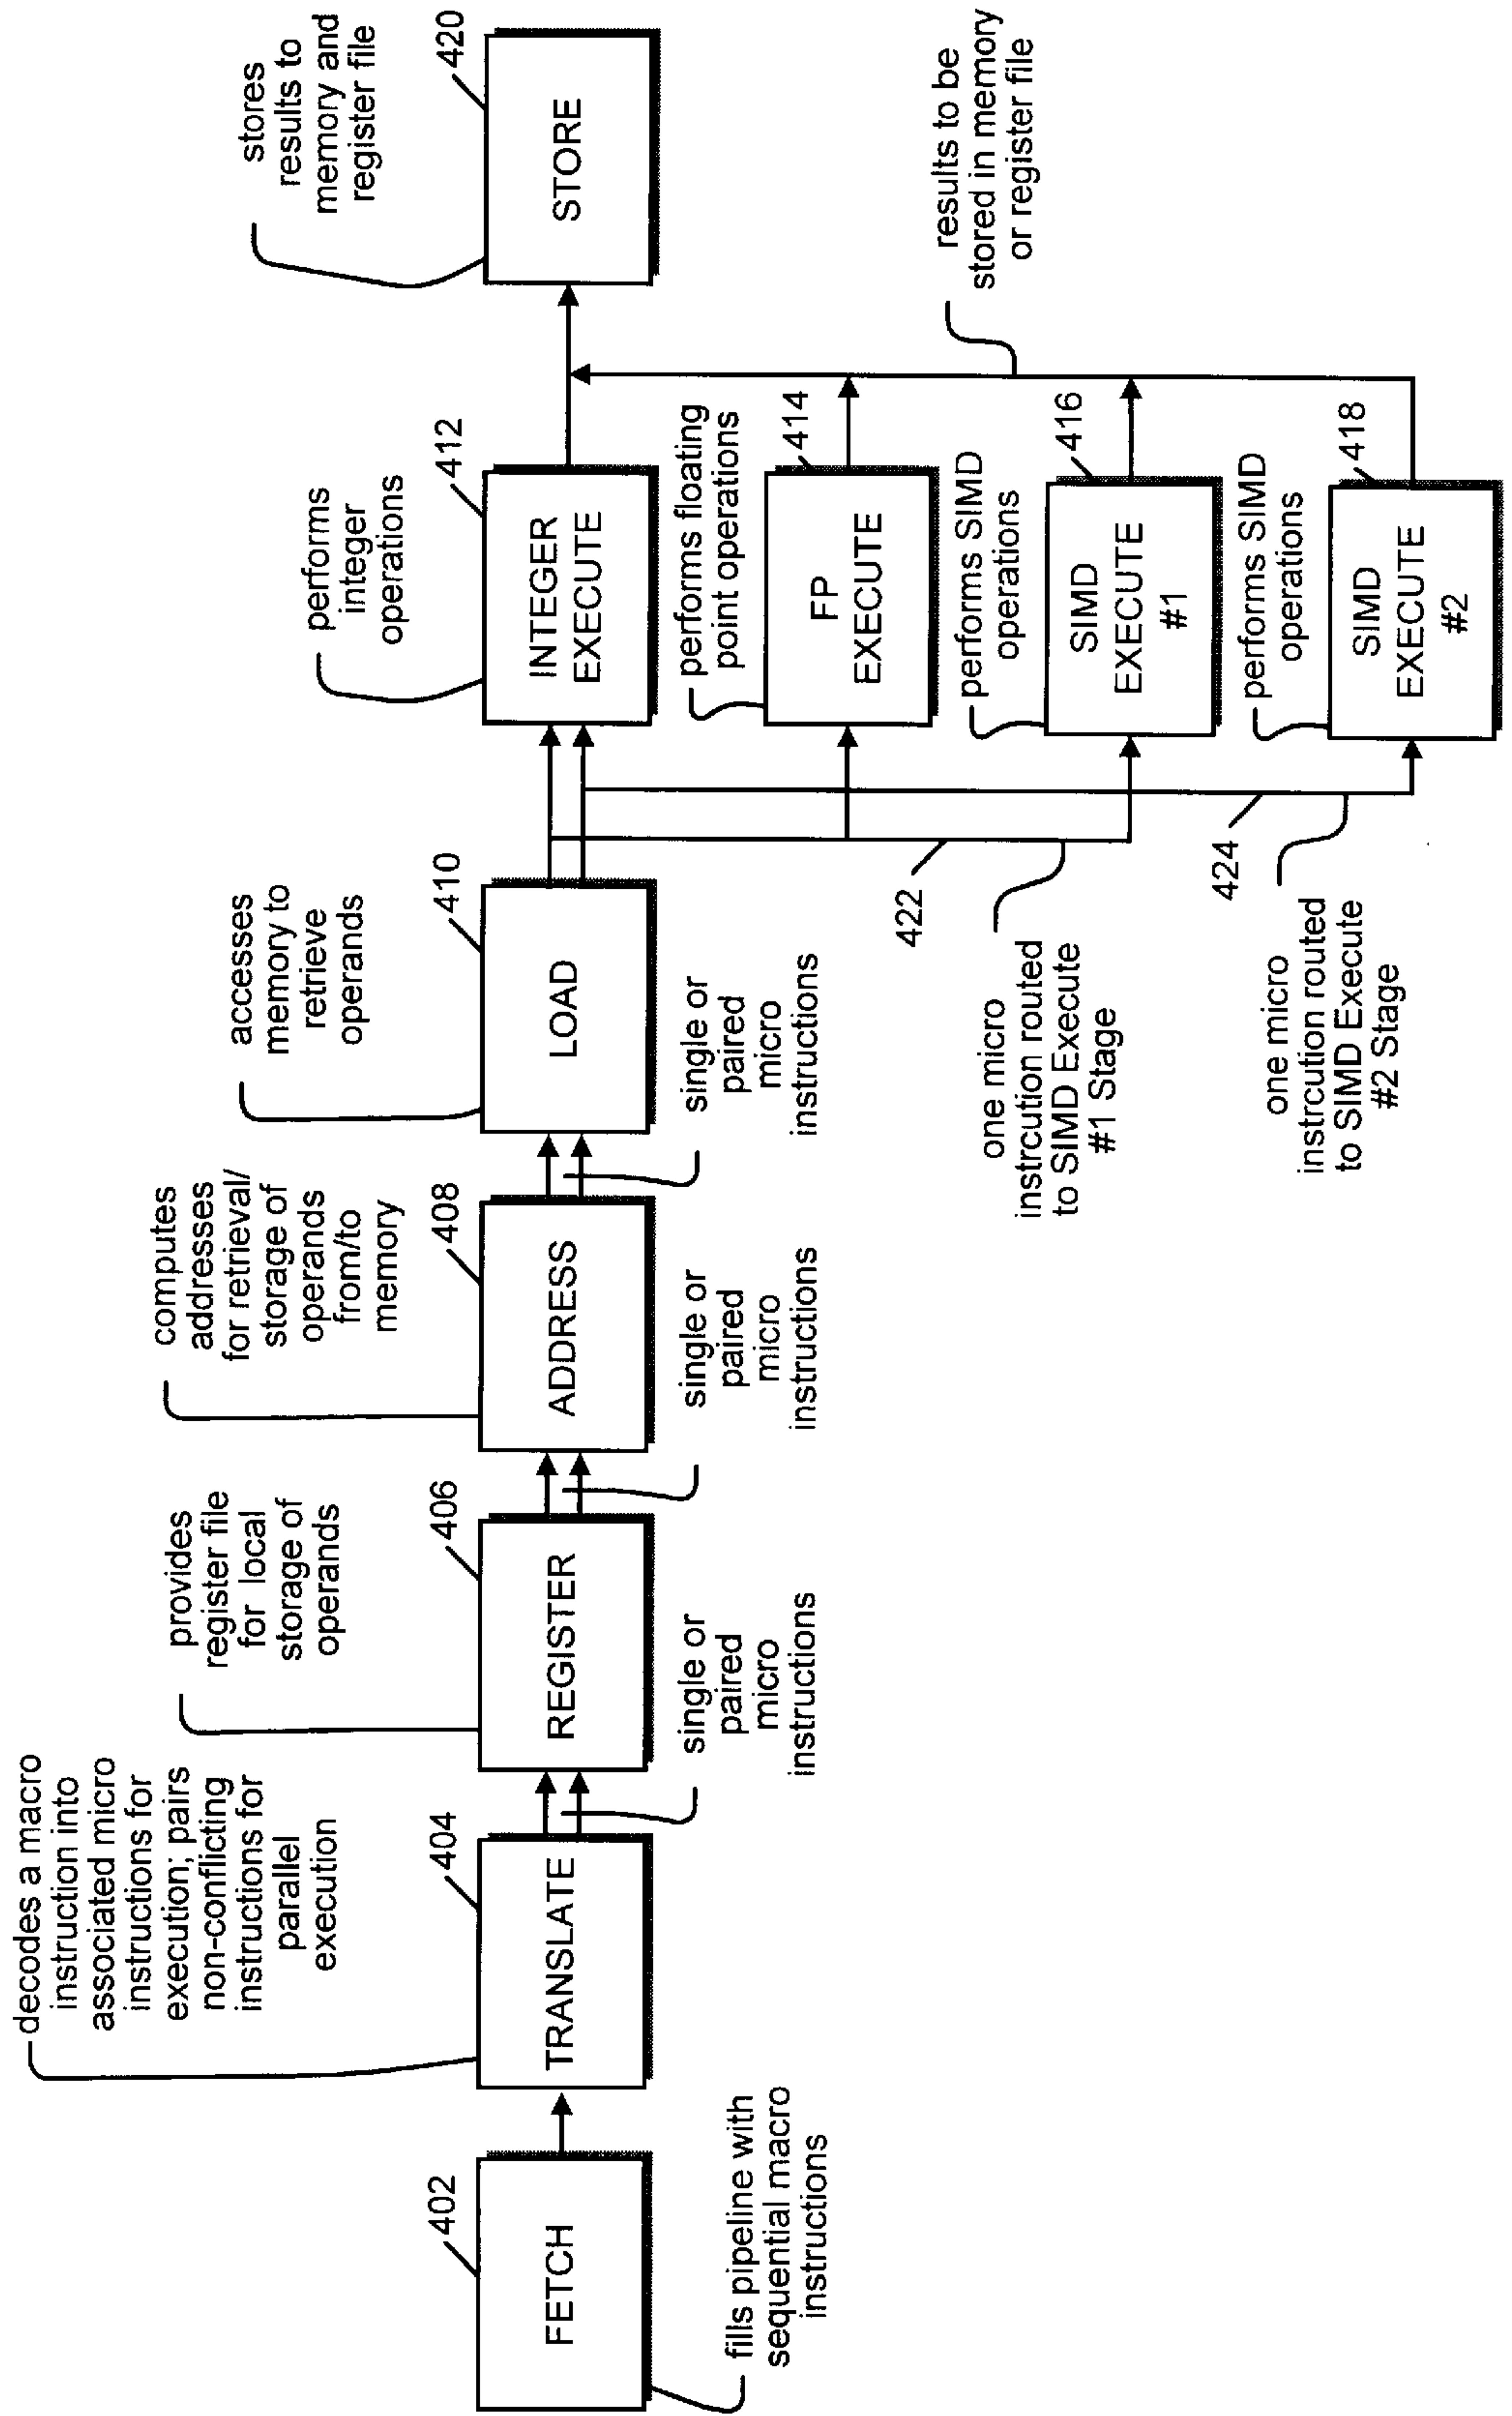 decodes a macro
instruction into
associated micro
instructions for
execution; pairs
non-conflicting
instructions for
parallel
execution
provides
register file
for local
storage of
operands
computes
addresses
for retrieval/
storage of
operands
from/to
memory
accesses
memory to
retrieve
operands
performs
integer
operations
stores
results to
memory and
register file
402
FETCH
fills pipeline with
sequential macro
instructions
404
TRANSLATE
single or
paired
micro
instructions
406
REGISTER
single or
paired
micro
instructions
408
ADDRESS
single or
paired
micro
instructions
410
LOAD
412
INTEGER
EXECUTE
420
STORE
performs floating
point operations
414
FP
EXECUTE
performs SIMD
operations
416
SIMD
EXECUTE
#1
performs SIMD
operations
418
SIMD
EXECUTE
#2
results to be
stored in memory
or register file
422
one micro
instrcution routed
to SIMD Execute
#1 Stage
424
one micro
instrcution routed
to SIMD Execute
#2 Stage